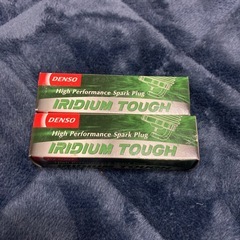 DENSO
High Performance Spark Plug
IRIDIUM TOUGH
DENSO
High Performance Spark Plug
IRIDIUM TOUGH